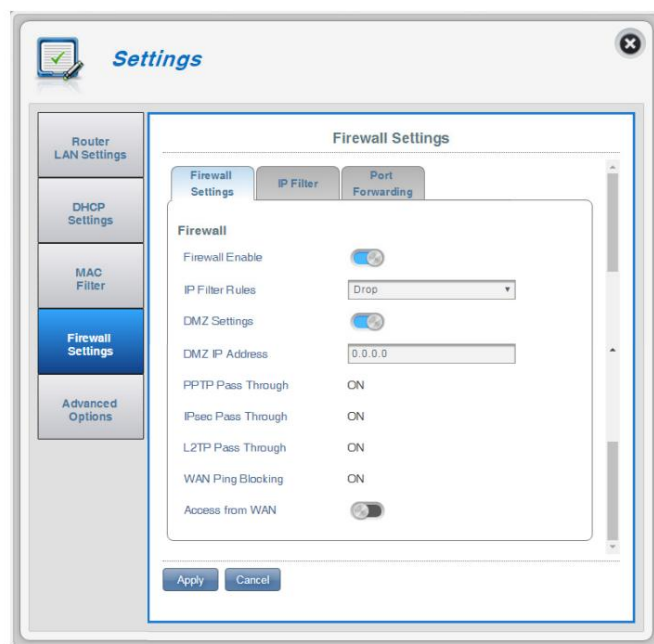 Settings
Router
LAN Settings
DHCP
Settings
MAC
Filter
Firewall
Settings
Advanced
Options
Firewall Settings
Firewall
Settings
IP Filter
Port
Forwarding
Firewall
Firewall Enable
IP Filter Rules Drop
DMZ Settings
DMZ IP Address 0.0.0.0
PPTP Pass Through ON
IPsec Pass Through ON
L2TP Pass Through ON
WAN Ping Blocking ON
Access from WAN
Apply Cancel